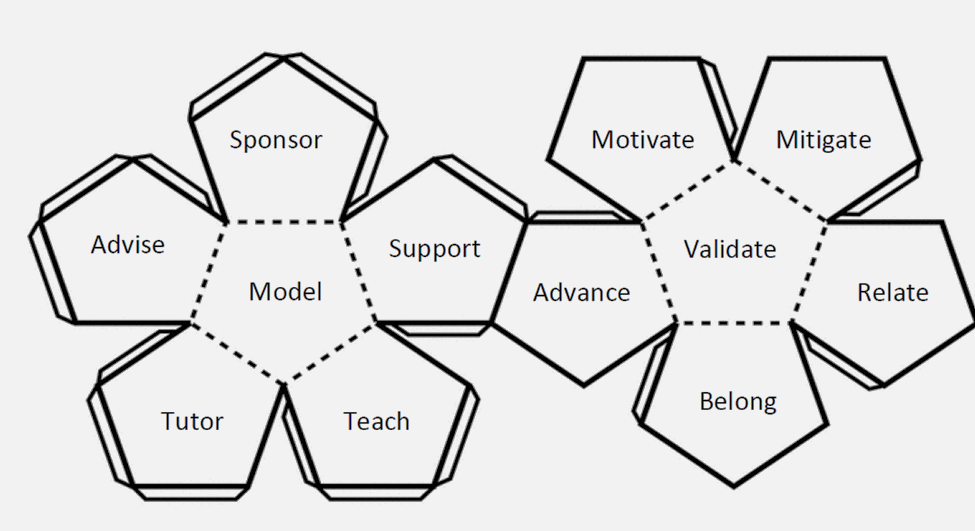 Sponsor
Motivate
Mitigate
Advise
Support
Validate
Model
Advance
Relate
Tutor
Teach
Belong